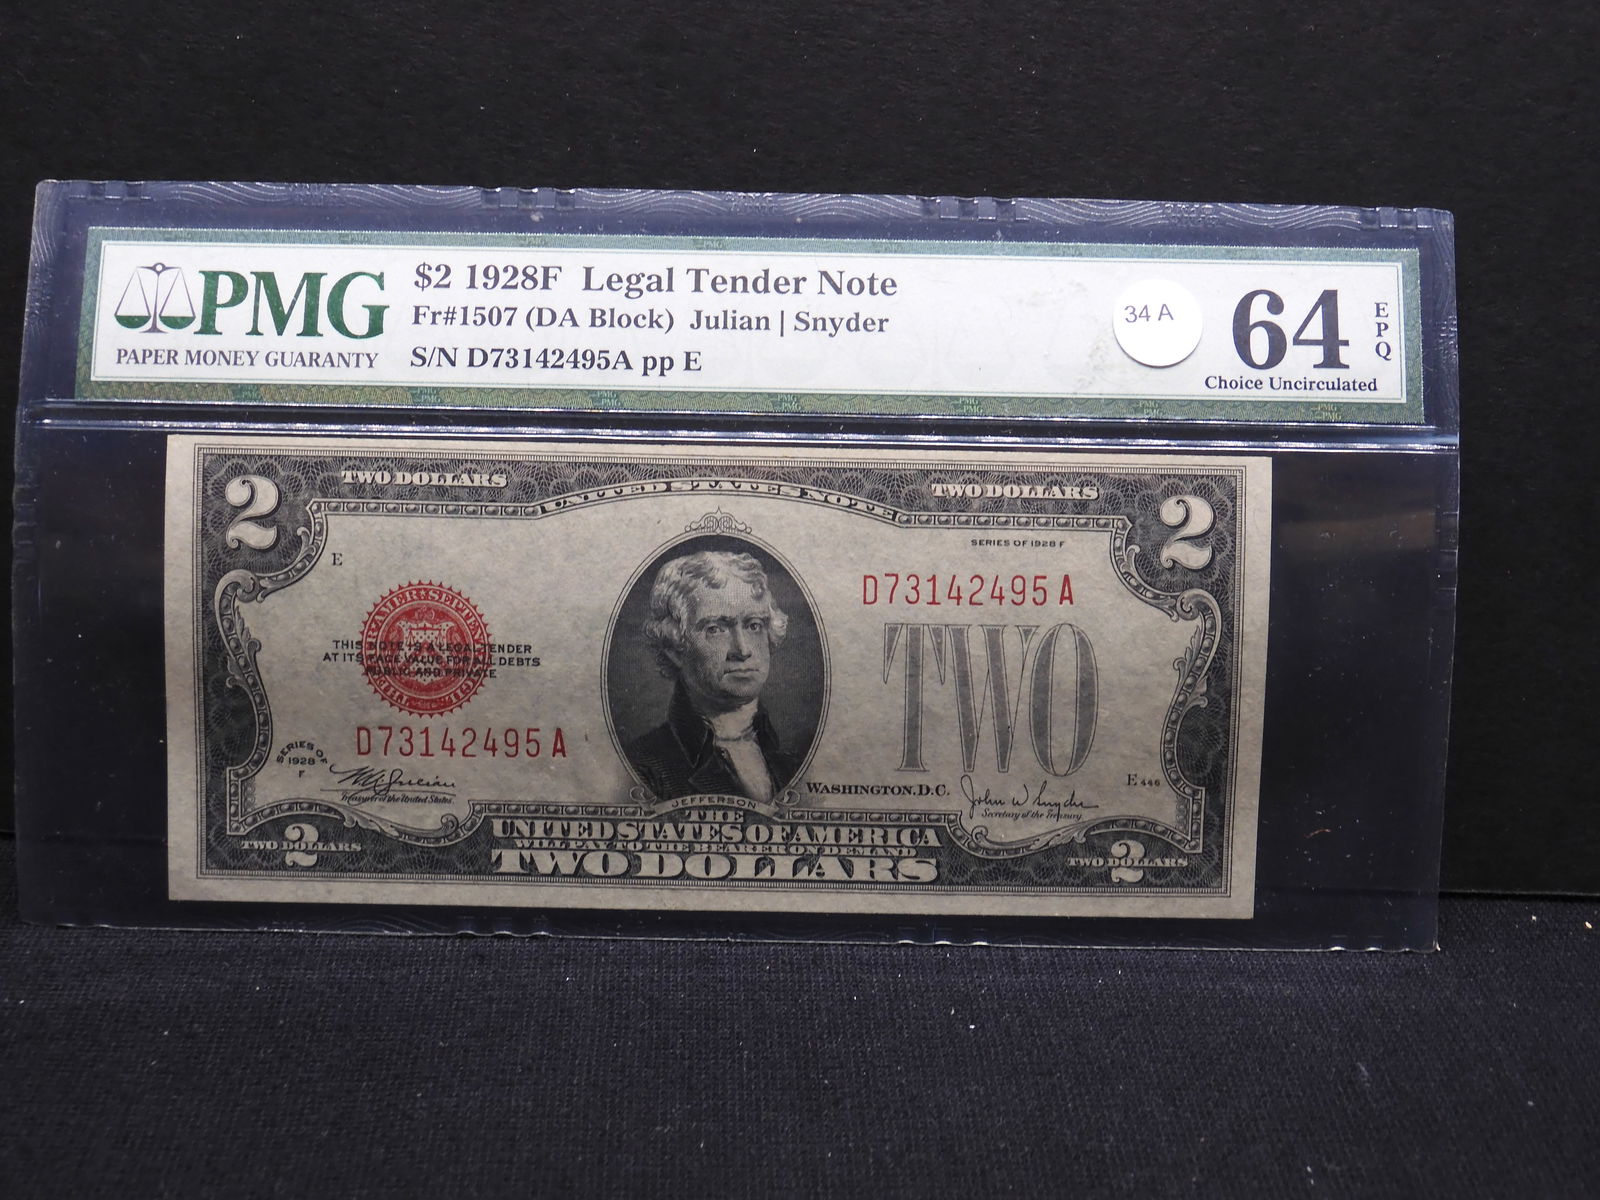 PMG
PAPER MONEY GUARANTY
$2 1928F Legal Tender Note
Fr#1507 (DA Block) Julian | Snyder
S/N D73142495A pp E
34 A
64
EPQ
Choice Uncirculated
2
TWO DOLLARS
UNITED STATES NOTE
TWO DOLLARS
2
E
SERIES OF 1928 F
D73142495 A
THIS NOTE IS A LEGAL TENDER
AT ITS FACE VALUE FOR ALL DEBTS
PUBLIC AND PRIVATE
TWO
D73142495 A
SERIES OF
1928
F
W.A. Julian
Treasurer of the United States.
JEFFERSON
WASHINGTON, D.C.
E 446
John W Snyder
Secretary of the Treasury
THE
UNITED STATES OF AMERICA
WILL PAY TO THE BEARER ON DEMAND
TWO DOLLARS
TWO DOLLARS
2
TWO DOLLARS
2